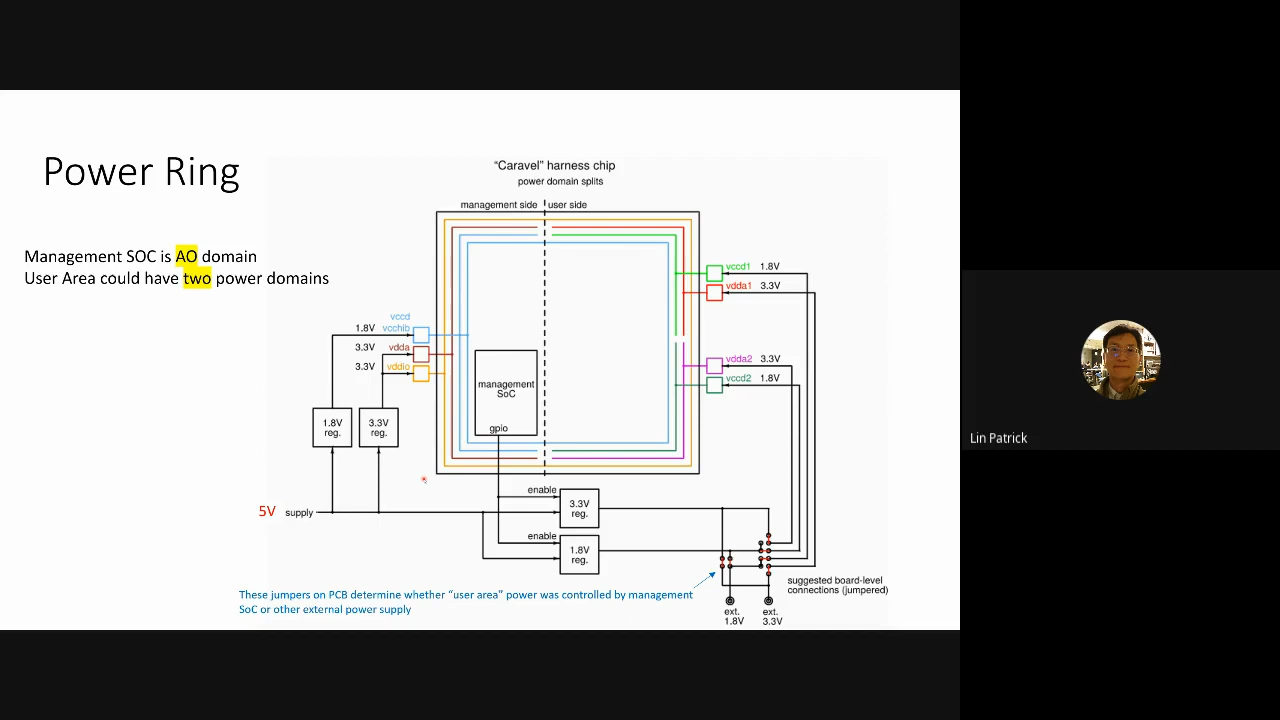 Power Ring
Management SOC is AO domain
User Area could have two power domains
“Caravel” harness chip
power domain splits
management side
user side
vccd1 1.8V
vdda1 3.3V
vccd
1.8V vcchib
3.3V vdda
3.3V vddio
vdda2 3.3V
vccd2 1.8V
management
SoC
gpio
1.8V
reg.
3.3V
reg.
5V supply
enable
3.3V
reg.
enable
1.8V
reg.
suggested board-level
connections (jumpered)
ext.
1.8V
ext.
3.3V
These jumpers on PCB determine whether “user area” power was controlled by management
SoC or other external power supply
Lin Patrick